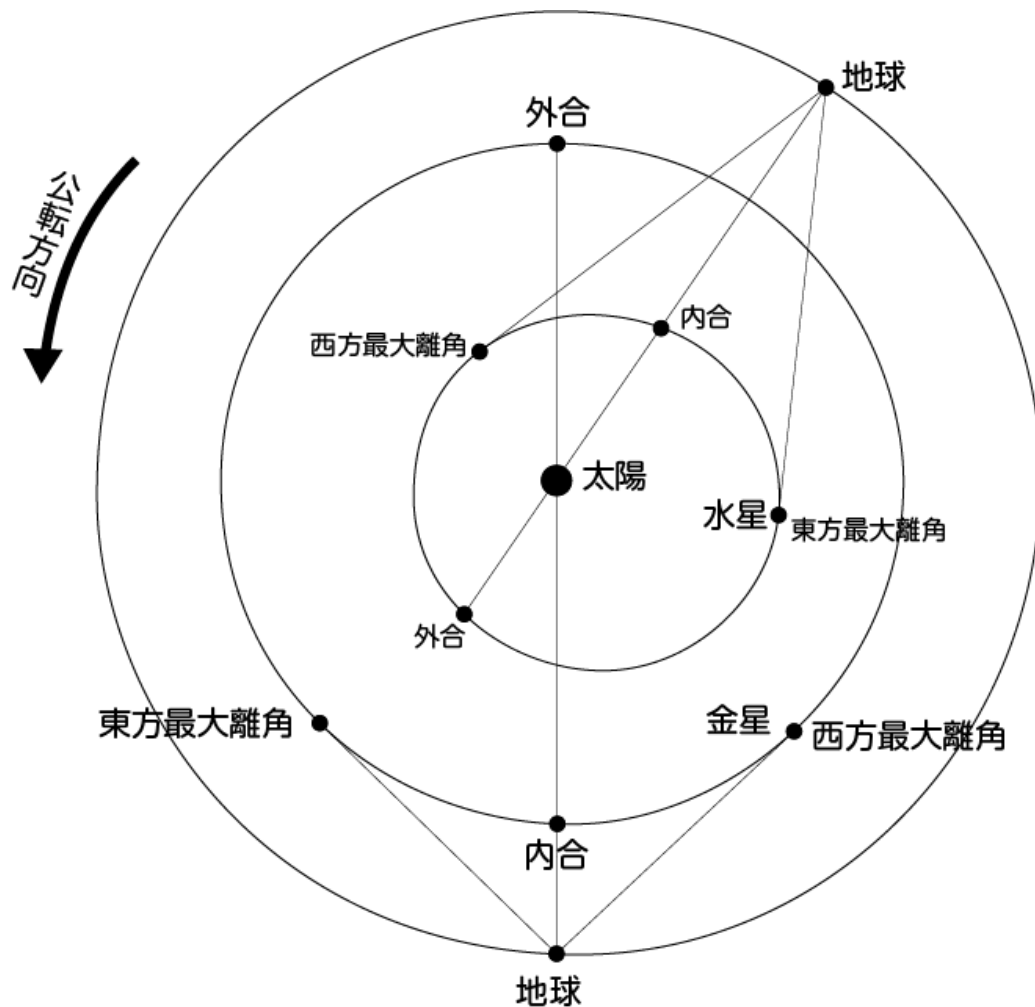 地球
外合
公転方向
内合
西方最大離角
太陽
水星
東方最大離角
外合
東方最大離角
金星
西方最大離角
内合
地球